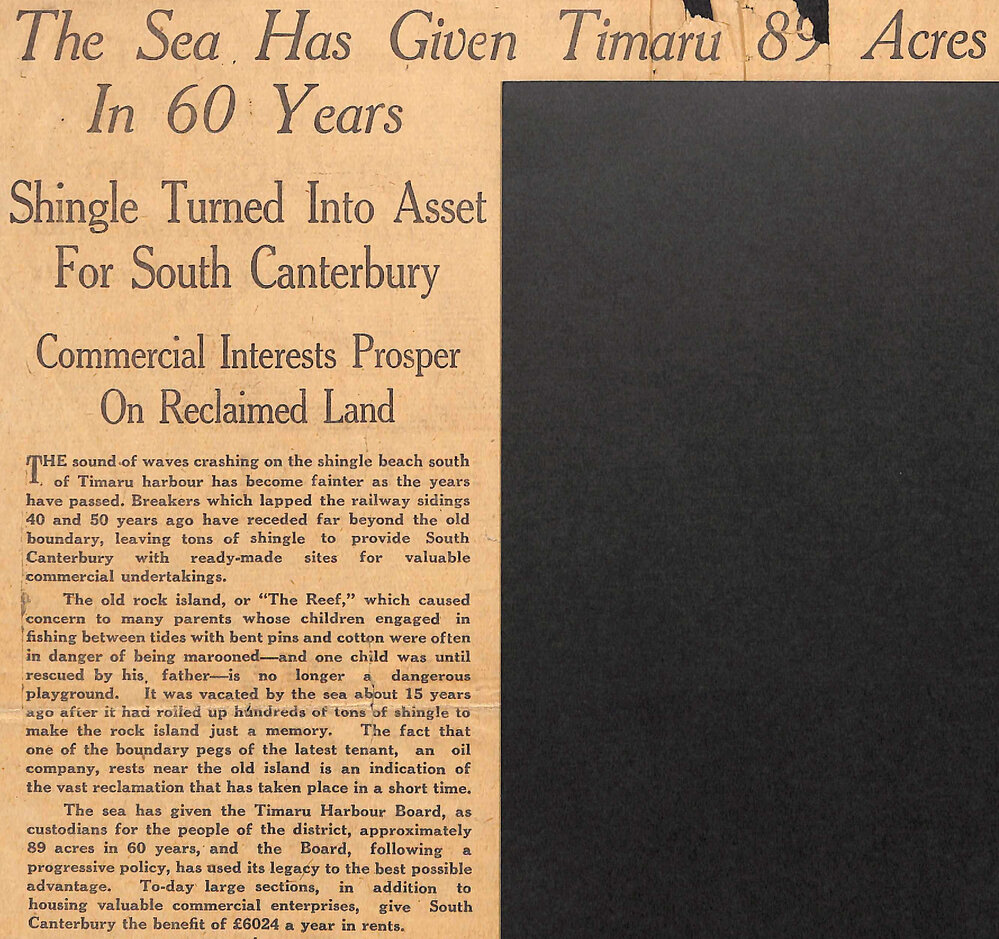 The Sea Has Given Timaru 89 Acres
In 60 Years
Shingle Turned Into Asset
For South Canterbury
Commercial Interests Prosper
On Reclaimed Land
THE sound of waves crashing on the shingle beach south
of Timaru harbour has become fainter as the years
have passed. Breakers which lapped the railway sidings
40 and 50 years ago have receded far beyond the old
boundary, leaving tons of shingle to provide South
Canterbury with ready-made sites for valuable
commercial undertakings.
The old rock island, or “The Reef,” which caused
concern to many parents whose children engaged in
fishing between tides with bent pins and cotton were often
in danger of being marooned—and one child was until
rescued by his father—is no longer a dangerous
playground. It was vacated by the sea about 15 years
ago after it had rolled up hundreds of tons of shingle to
make the rock island just a memory. The fact that
one of the boundary pegs of the latest tenant, an oil
company, rests near the old island is an indication of
the vast reclamation that has taken place in a short time.
The sea has given the Timaru Harbour Board, as
custodians for the people of the district, approximately
89 acres in 60 years, and the Board, following a
progressive policy, has used its legacy to the best possible
advantage. To-day large sections, in addition to
housing valuable commercial enterprises, give South
Canterbury the benefit of £6024 a year in rents.